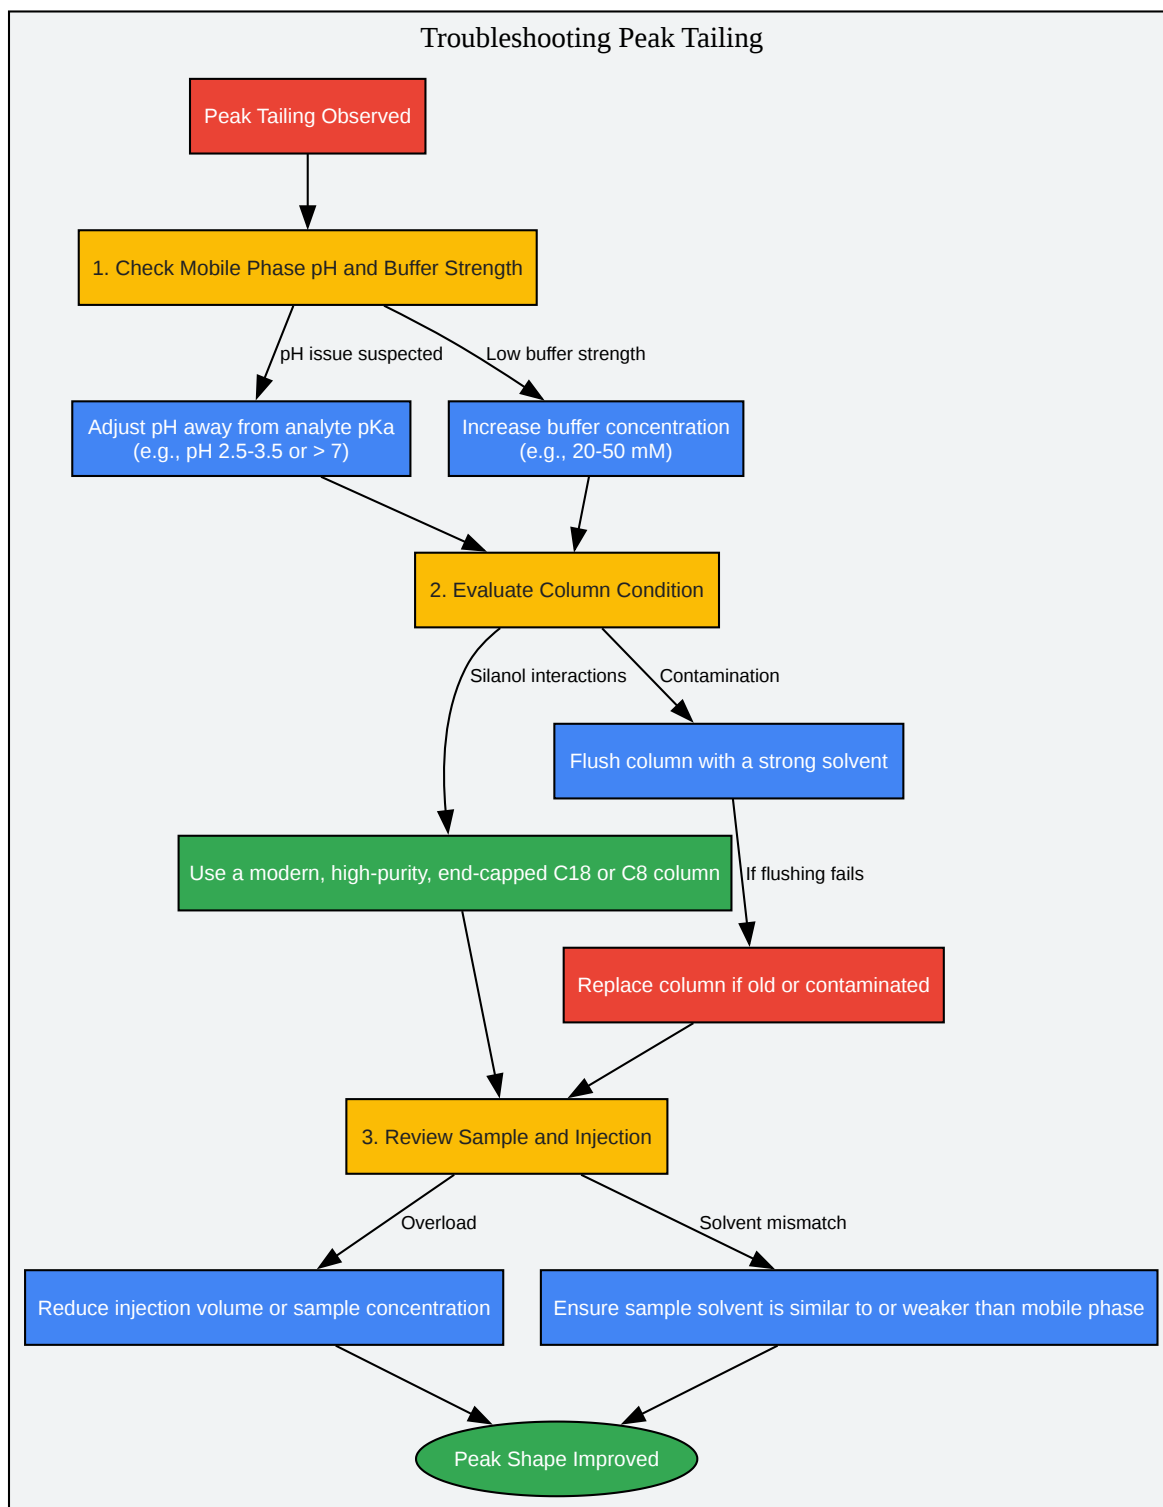 Troubleshooting Peak Tailing
Peak Tailing Observed
1. Check Mobile Phase pH and Buffer Strength
pH issue suspected
Low buffer strength
Adjust pH away from analyte pKa
(e.g., pH 2.5-3.5 or > 7)
Increase buffer concentration
(e.g., 20-50 mM)
2. Evaluate Column Condition
Silanol interactions
Contamination
Flush column with a strong solvent
Use a modern, high-purity, end-capped C18 or C8 column
If flushing fails
Replace column if old or contaminated
3. Review Sample and Injection
Overload
Solvent mismatch
Reduce injection volume or sample concentration
Ensure sample solvent is similar to or weaker than mobile phase
Peak Shape Improved